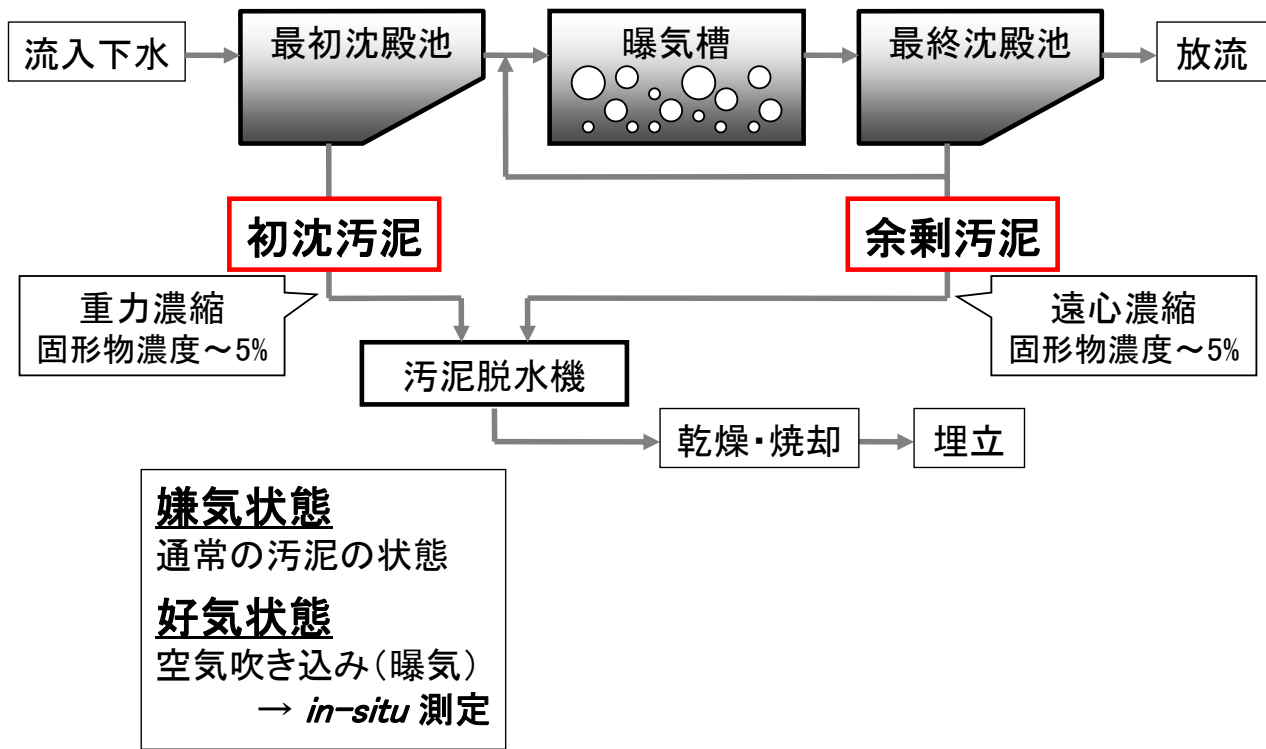 流入下水
最初沈殿池
曝気槽
最終沈殿池
放流
初沈汚泥
余剰汚泥
重力濃縮
固形物濃度～5%
遠心濃縮
固形物濃度～5%
汚泥脱水機
乾燥・焼却
埋立
嫌気状態
通常の汚泥の状態
好気状態
空気吹き込み（曝気）
→ in-situ 測定